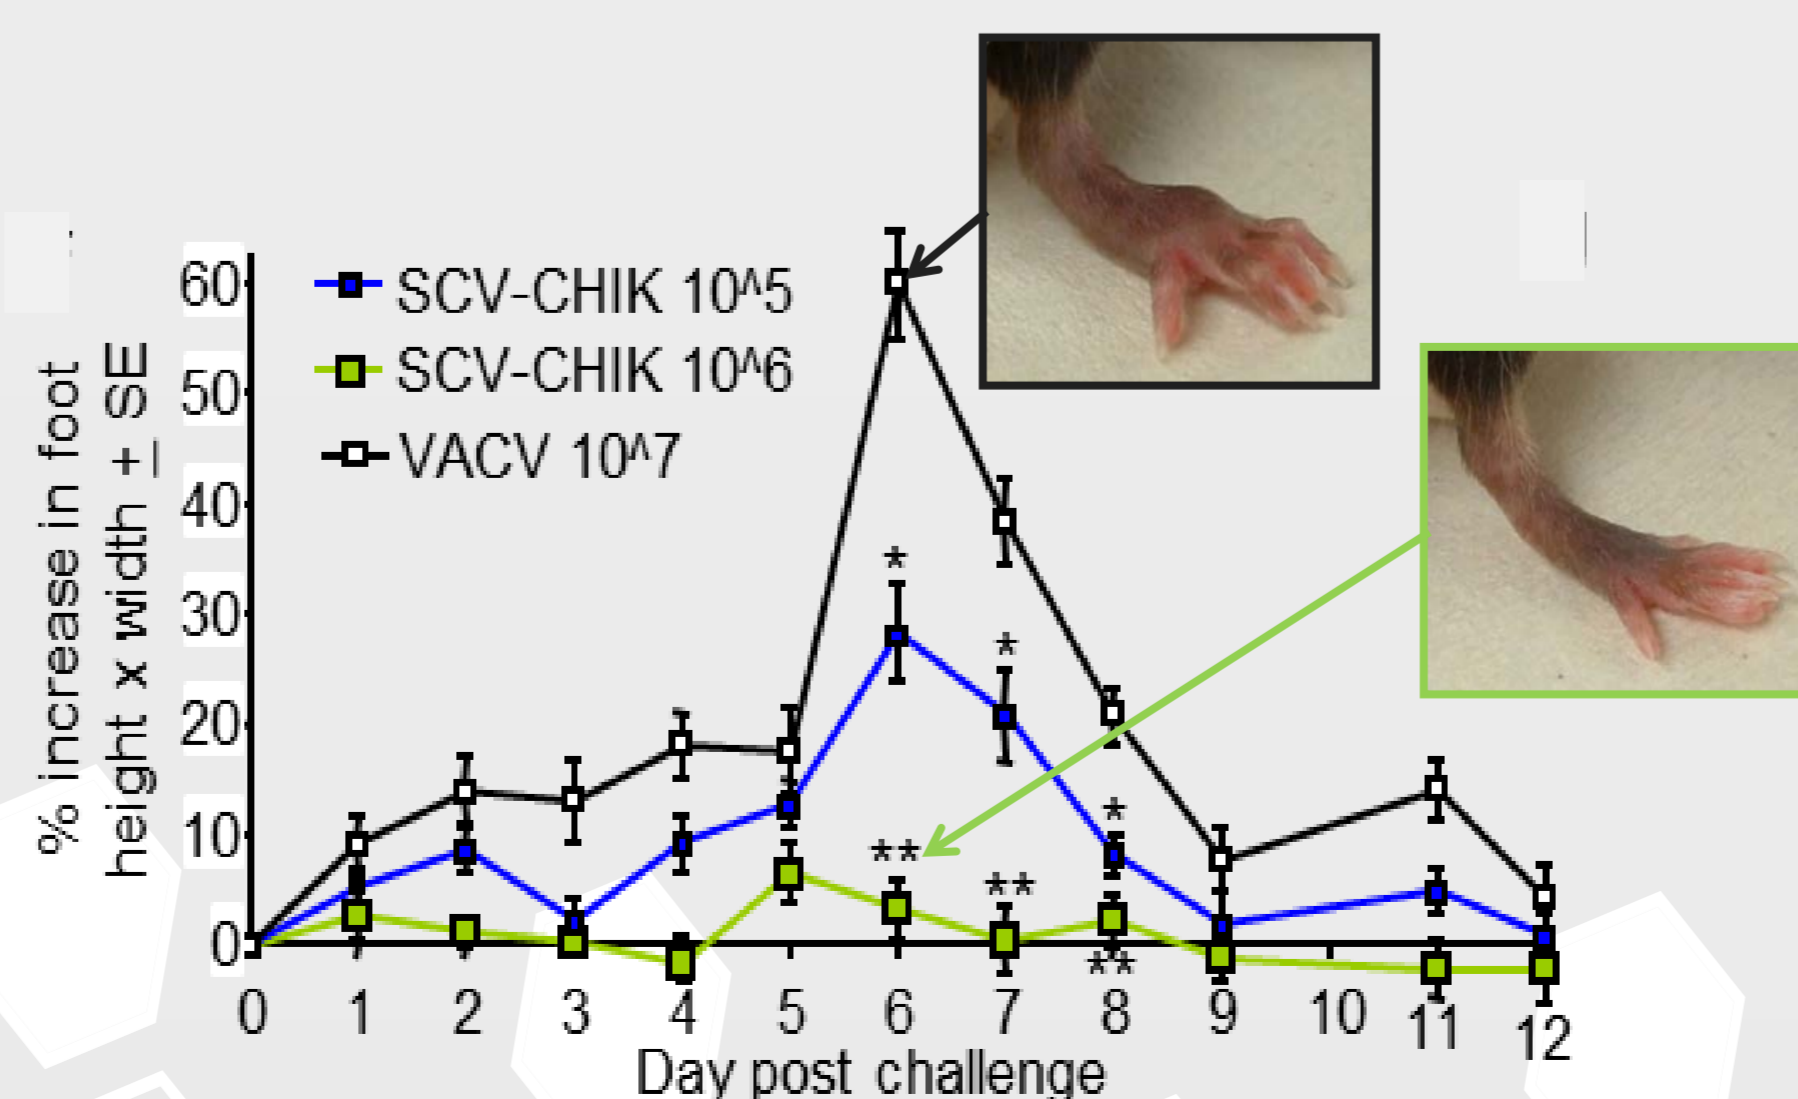 % increase in foot
height x width + SE
60
50
40
30
20
10
0
SCV-CHIK 10^5
SCV-CHIK 10^6
VACV 10^7
*
*
*
**
**
**
0 1 2 3 4 5 6 7 8 9 10 11 12
Day post challenge